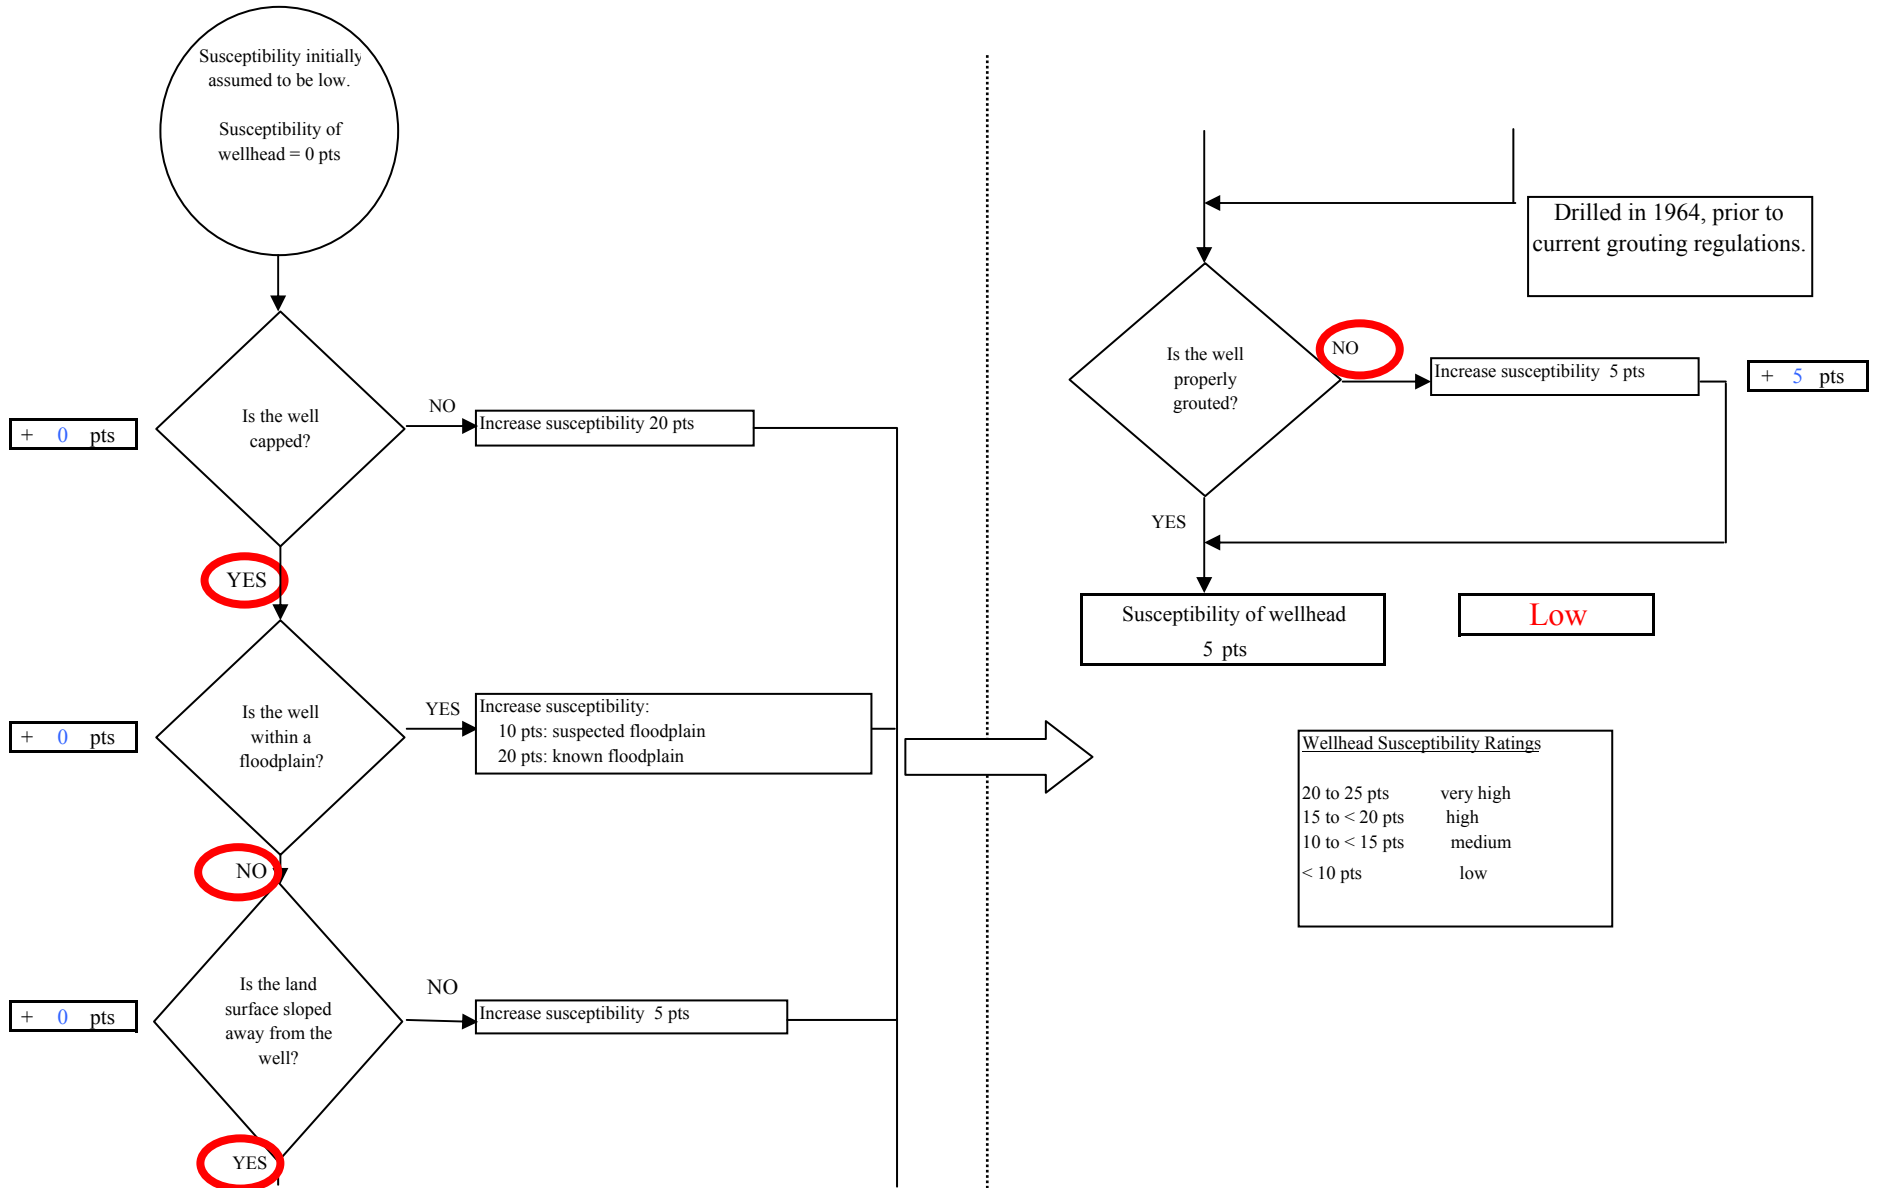 Susceptibility initially
assumed to be low.
Susceptibility of
wellhead = 0 pts
Is the well
capped?
+ 0 pts
NO
Increase susceptibility 20 pts
YES
Is the well
within a
floodplain?
+ 0 pts
YES
Increase susceptibility:
10 pts: suspected floodplain
20 pts: known floodplain
NO
Is the land
surface sloped
away from the
well?
+ 0 pts
NO
Increase susceptibility 5 pts
YES
Drilled in 1964, prior to
current grouting regulations.
Is the well
properly
grouted?
NO
Increase susceptibility 5 pts
+ 5 pts
YES
Susceptibility of wellhead
5 pts
Low
Wellhead Susceptibility Ratings
20 to 25 pts very high
15 to < 20 pts high
10 to < 15 pts medium
< 10 pts low